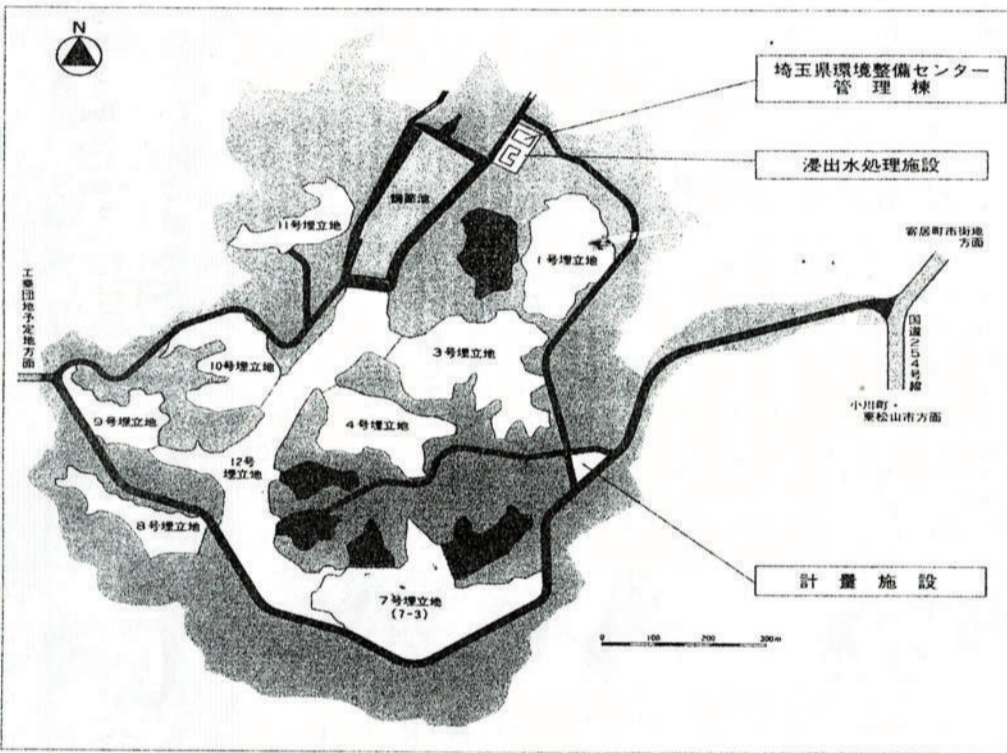 N
埼玉県環境整備センター
管理棟
浸出水処理施設
調節池
11号埋立地
1号埋立地
寄居町市街地
方面
工業団地予定地方面
国道254号線
3号埋立地
10号埋立地
小川町・
東松山市方面
9号埋立地
4号埋立地
12号
埋立地
8号埋立地
計量施設
7号埋立地
(7-3)
0 100 200 300m